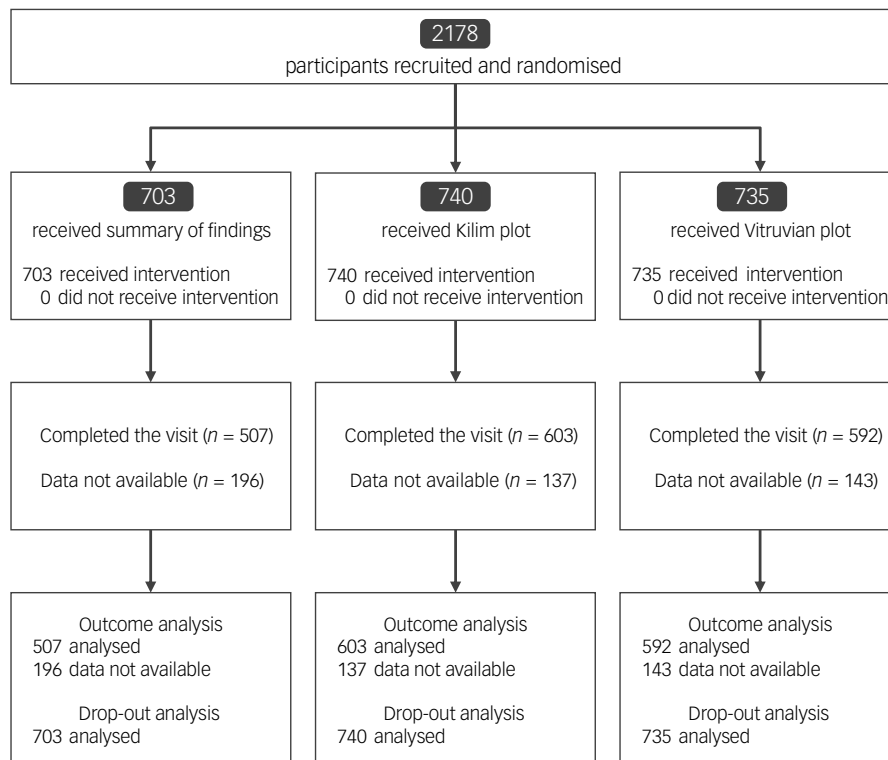 2178
participants recruited and randomised
703
received summary of findings
703 received intervention
0 did not receive intervention
740
received Kilim plot
740 received intervention
0 did not receive intervention
735
received Vitruvian plot
735 received intervention
0 did not receive intervention
Completed the visit (n = 507)
Data not available (n = 196)
Completed the visit (n = 603)
Data not available (n = 137)
Completed the visit (n = 592)
Data not available (n = 143)
Outcome analysis
507 analysed
196 data not available
Drop-out analysis
703 analysed
Outcome analysis
603 analysed
137 data not available
Drop-out analysis
740 analysed
Outcome analysis
592 analysed
143 data not available
Drop-out analysis
735 analysed